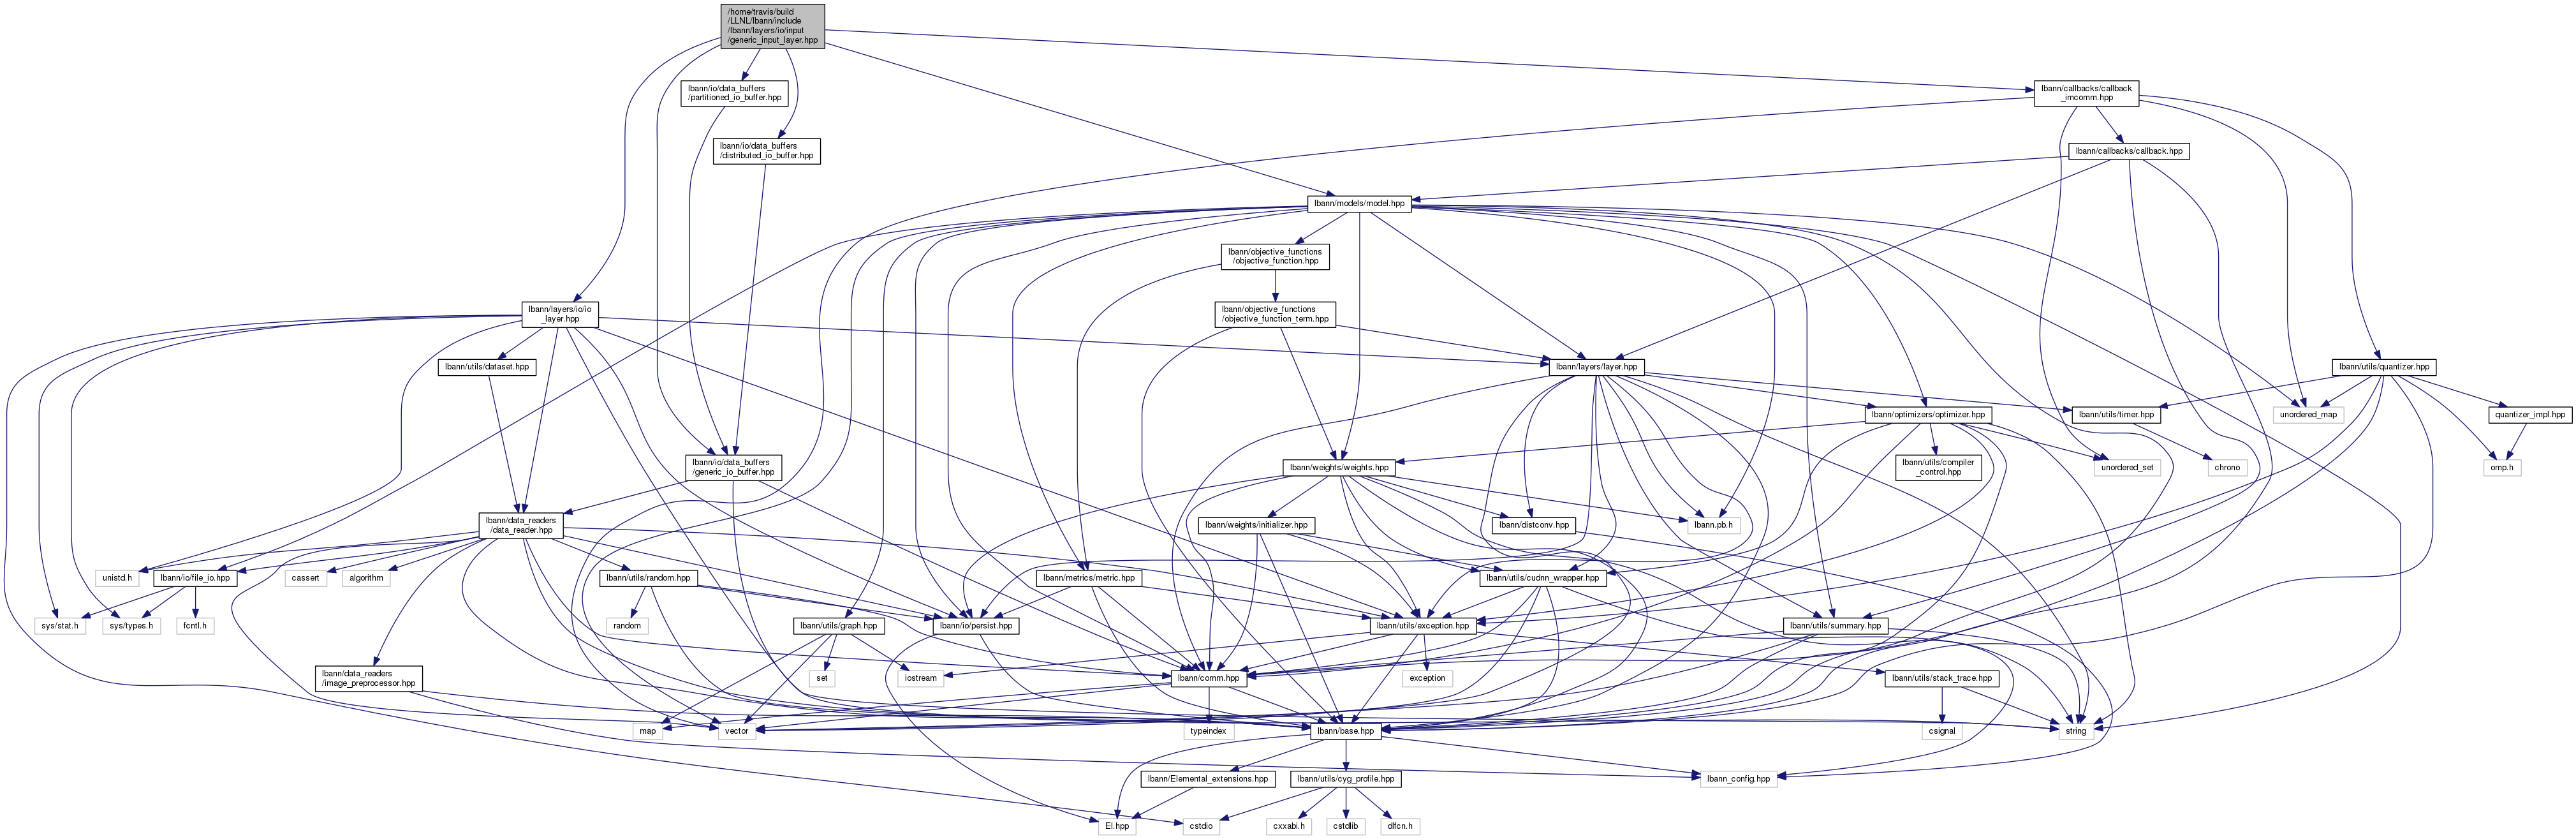 /home/travis/build
/LLNL/lbann/include
/lbann/layers/io/input
/generic_input_layer.hpp
lbann/io/data_buffers
/partitioned_io_buffer.hpp
lbann/callbacks/callback
_imcomm.hpp
lbann/io/data_buffers
/distributed_io_buffer.hpp
lbann/callbacks/callback.hpp
lbann/models/model.hpp
lbann/objective_functions
/objective_function.hpp
lbann/layers/io/io
_layer.hpp
lbann/objective_functions
/objective_function_term.hpp
lbann/utils/dataset.hpp
lbann/layers/layer.hpp
lbann/utils/quantizer.hpp
lbann/optimizers/optimizer.hpp
lbann/utils/timer.hpp
unordered_map
quantizer_impl.hpp
lbann/io/data_buffers
/generic_io_buffer.hpp
lbann/weights/weights.hpp
lbann/utils/compiler
_control.hpp
unordered_set
chrono
omp.h
lbann/data_readers
/data_reader.hpp
lbann/weights/initializer.hpp
lbann/distconv.hpp
lbann.pb.h
unistd.h
lbann/io/file_io.hpp
cassert
algorithm
lbann/utils/random.hpp
lbann/metrics/metric.hpp
lbann/utils/cudnn_wrapper.hpp
sys/stat.h
sys/types.h
fcntl.h
random
lbann/utils/graph.hpp
lbann/io/persist.hpp
lbann/utils/exception.hpp
lbann/utils/summary.hpp
lbann/data_readers
/image_preprocessor.hpp
set
iostream
lbann/comm.hpp
exception
lbann/utils/stack_trace.hpp
map
vector
typeindex
lbann/base.hpp
csignal
string
lbann/Elemental_extensions.hpp
lbann/utils/cyg_profile.hpp
lbann_config.hpp
El.hpp
cstdio
cxxabi.h
cstdlib
dlfcn.h